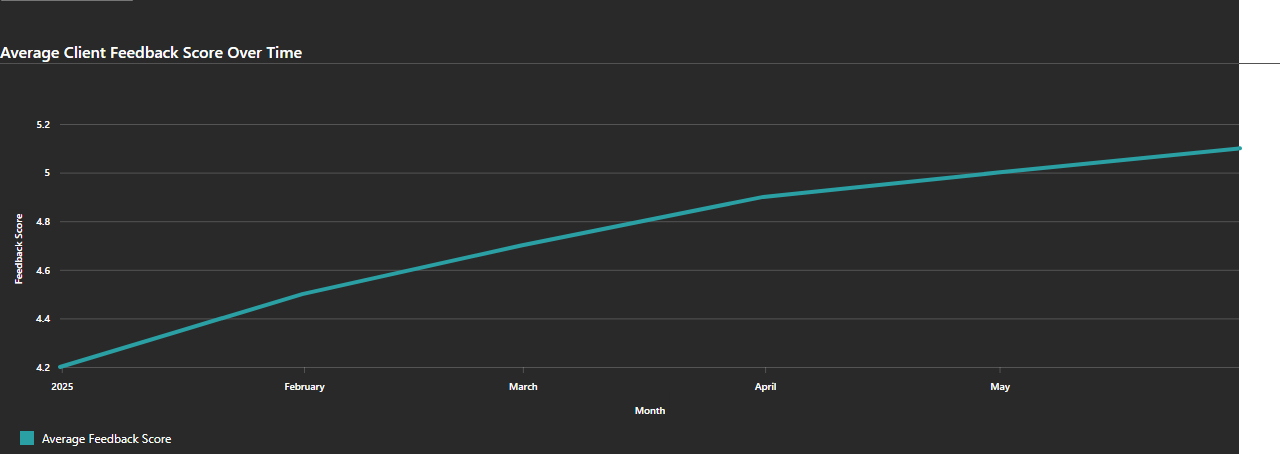 Average Client Feedback Score Over Time
5.2
5
4.8
4.6
4.4
4.2
Feedback Score
2025 February March April May
Month
Average Feedback Score